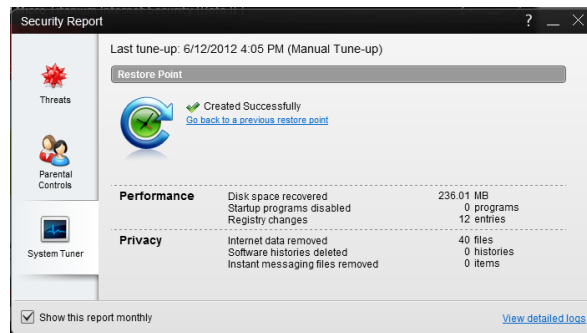 Security Report
? _ X
Last tune-up: 6/12/2012 4:05 PM (Manual Tune-up)
Restore Point
Created Successfully
Go back to a previous restore point
Threats
Parental
Controls
System Tuner
Performance Disk space recovered 236.01 MB
Startup programs disabled 0 programs
Registry changes 12 entries
Privacy Internet data removed 40 files
Software histories deleted 0 histories
Instant messaging files removed 0 items
Show this report monthly
View detailed logs